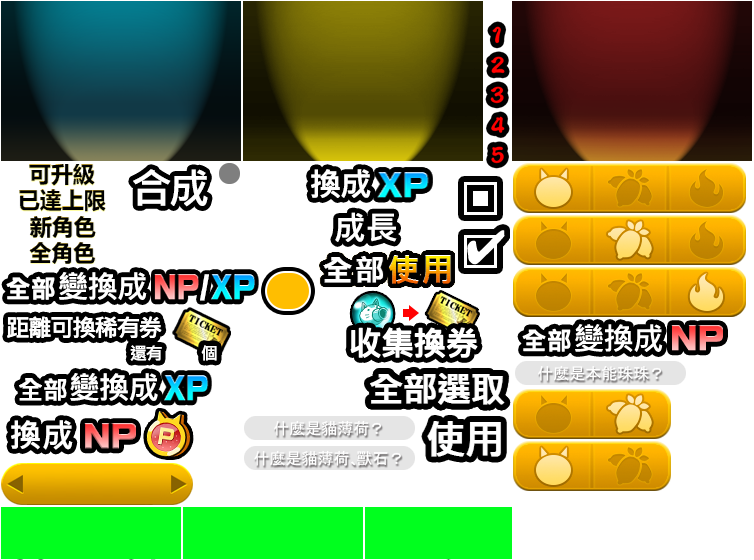 1
2
3
4
5
可升級
已達上限
新角色
全角色
合成
換成XP
成長
全部使用
全部變換成NP/XP
距離可換稀有券
TICKET
還有 個
TICKET
收集換券
全部變換成NP
什麼是本能珠珠？
全部變換成XP
全部選取
換成NP
P
什麼是貓薄荷？
使用
什麼是貓薄荷、獸石？